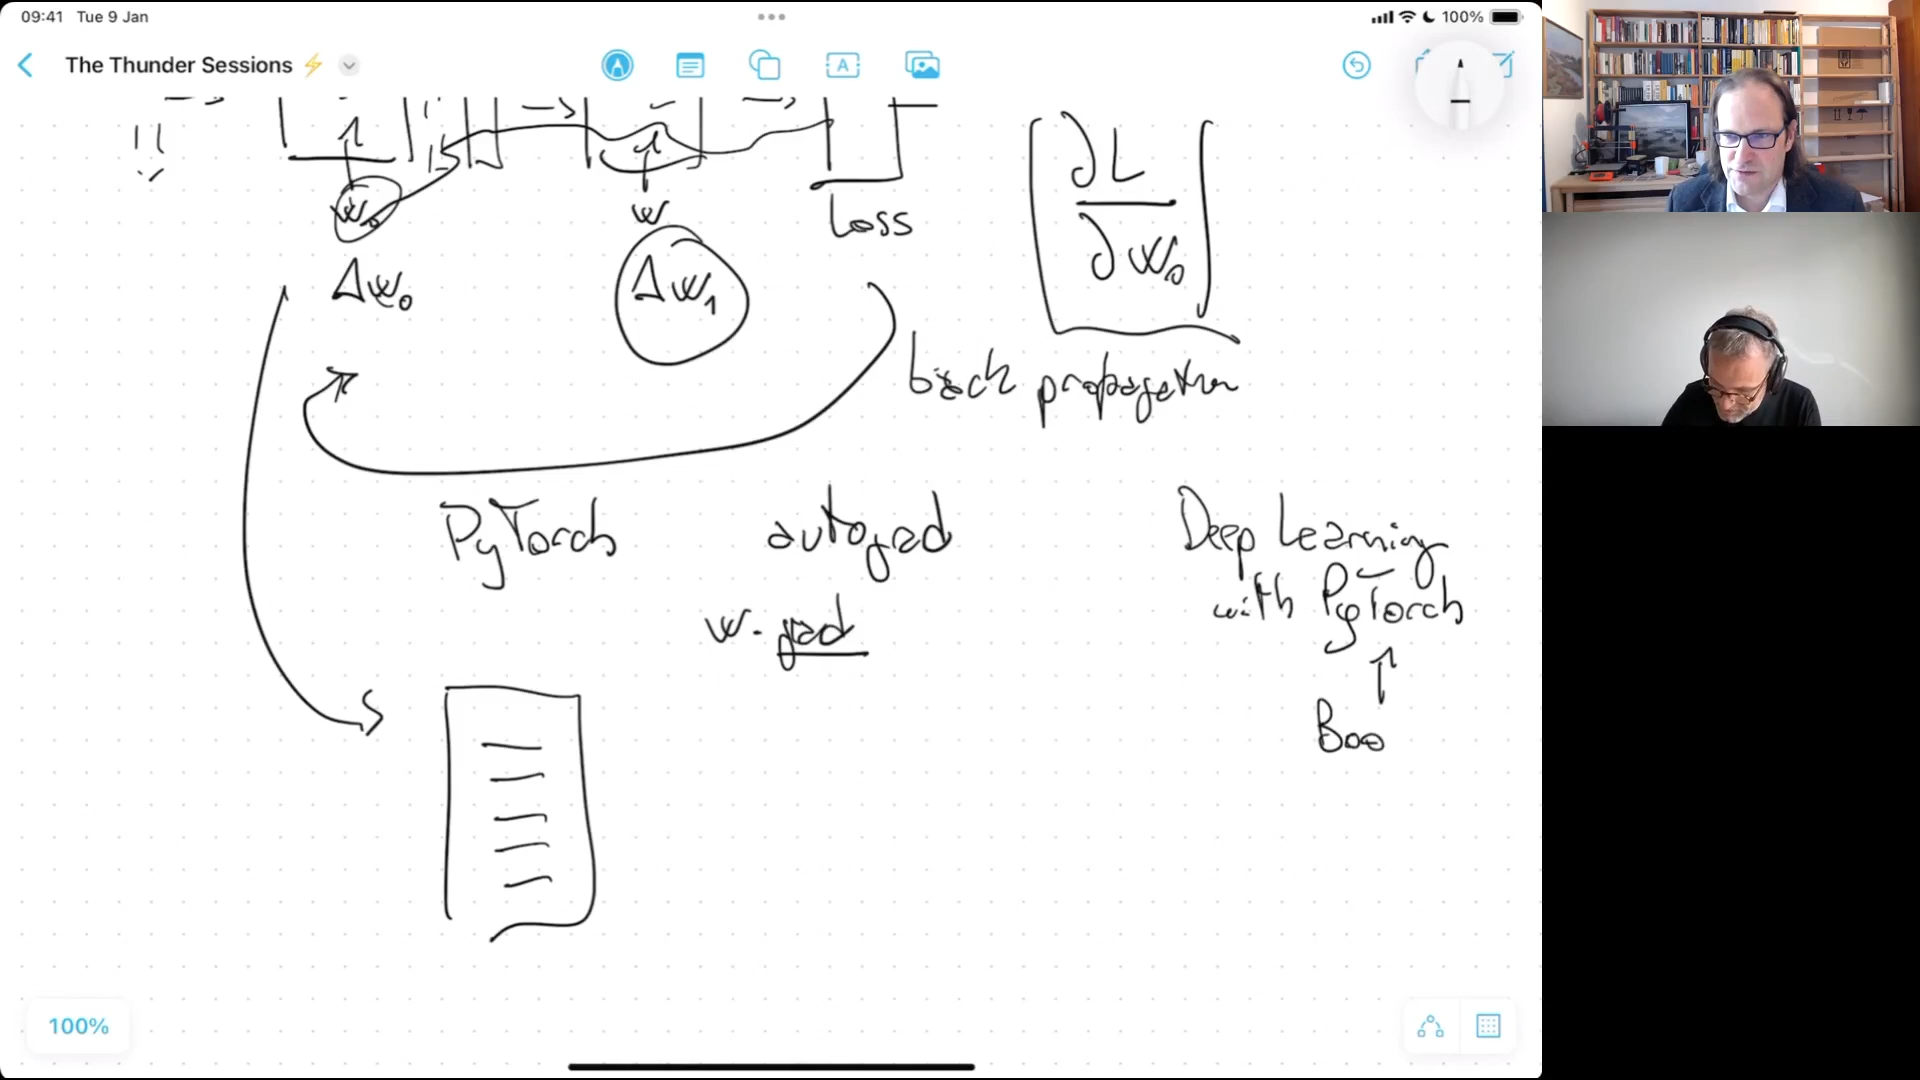 09:41 Tue 9 Jan
100%
The Thunder Sessions ⚡
A
w₀
w
Loss
∂L
∂w₀
Δw₀
Δw₁
back propagation
PyTorch
autograd
Deep Learning
with PyTorch
w.grad
Boo
100%